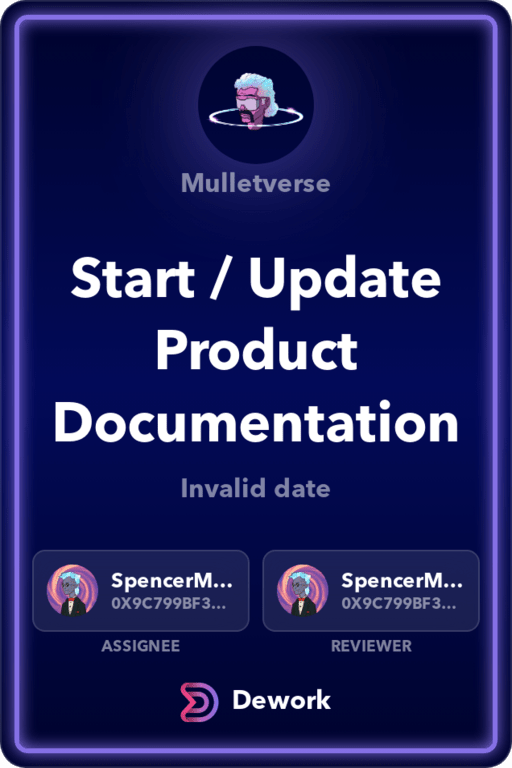 Mulletverse
Start / Update
Product
Documentation
Invalid date
SpencerM... SpencerM...
0X9C799BF3... 0X9C799BF3...
ASSIGNEE REVIEWER
Dework